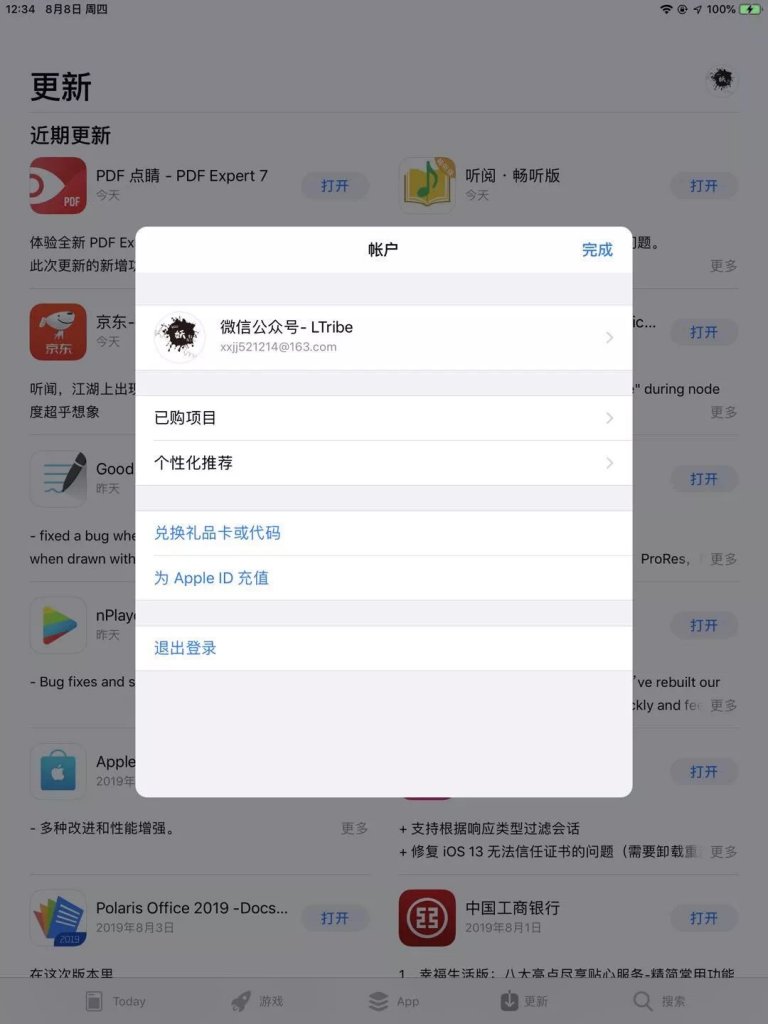 12:34 8月8日 周四
100%
更新
近期更新
PDF 点睛 - PDF Expert 7
今天
打开
PDF
听阅・畅听版
今天
打开
体验全新 PDF Ex
此次更新的新增
问题。
更多
帐户
完成
微信公众号- LTribe
xxjj521214@163.com
已购项目
个性化推荐
兑换礼品卡或代码
为 Apple ID 充值
退出登录
京东-
今天
京东
ic...
打开
听闻，江湖上出现
度超乎想象
e" during node
更多
Good
昨天
打开
- fixed a bug whe
when drawn with
ProRes,
更多
nPlaye
昨天
打开
- Bug fixes and s
've rebuilt our
ckly and fe
更多
Apple
2019年
打开
- 多种改进和性能增强。
更多
+ 支持根据响应类型过滤会话
+ 修复 iOS 13 无法信任证书的问题（需要卸载重
更多
Polaris Office 2019 -Docs...
2019年8月3日
打开
2019
中国工商银行
2019年8月1日
打开
在这次版本里
1、幸福生活版：八大亮点尽享贴心服务-精简常用功能
Today
游戏
App
更新
搜索